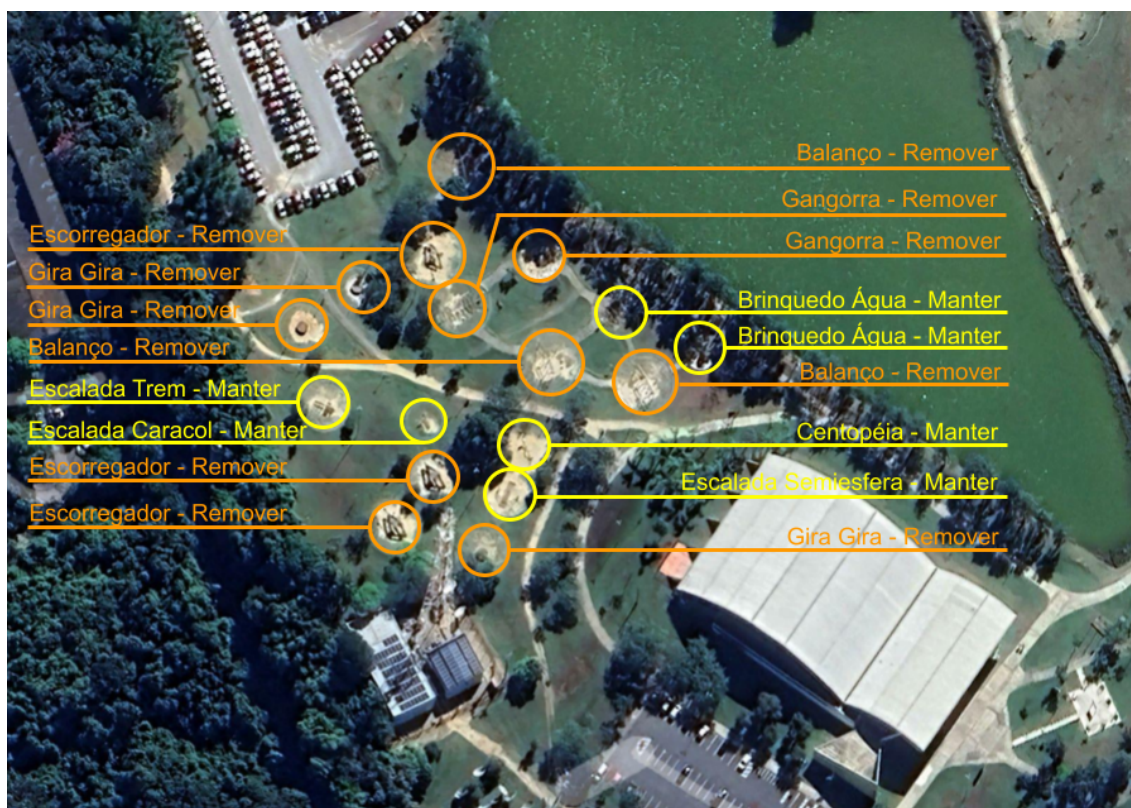 Balanço - Remover
Gangorra - Remover
Escorregador - Remover
Gangorra - Remover
Gira Gira - Remover
Brinquedo Água - Manter
Gira Gira - Remover
Brinquedo Água - Manter
Balanço - Remover
Balanço - Remover
Escalada Trem - Manter
Escalada Caracol - Manter
Centopéia - Manter
Escorregador - Remover
Escalada Semiesfera - Manter
Escorregador - Remover
Gira Gira - Remover